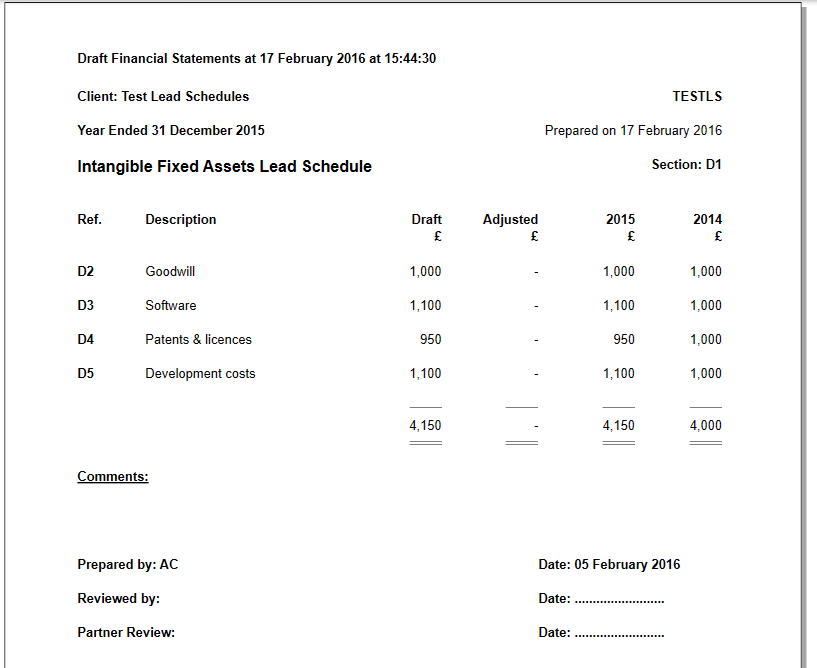 Draft Financial Statements at 17 February 2016 at 15:44:30
Client: Test Lead Schedules TESTLS
Year Ended 31 December 2015 Prepared on 17 February 2016
Intangible Fixed Assets Lead Schedule Section: D1
Ref. Description Draft Adjusted 2015 2014
£ £ £ £
D2 Goodwill 1,000 - 1,000 1,000
D3 Software 1,100 - 1,100 1,000
D4 Patents & licences 950 - 950 1,000
D5 Development costs 1,100 - 1,100 1,000
4,150 - 4,150 4,000
Comments:
Prepared by: AC Date: 05 February 2016
Reviewed by: Date: .........................
Partner Review: Date: .........................